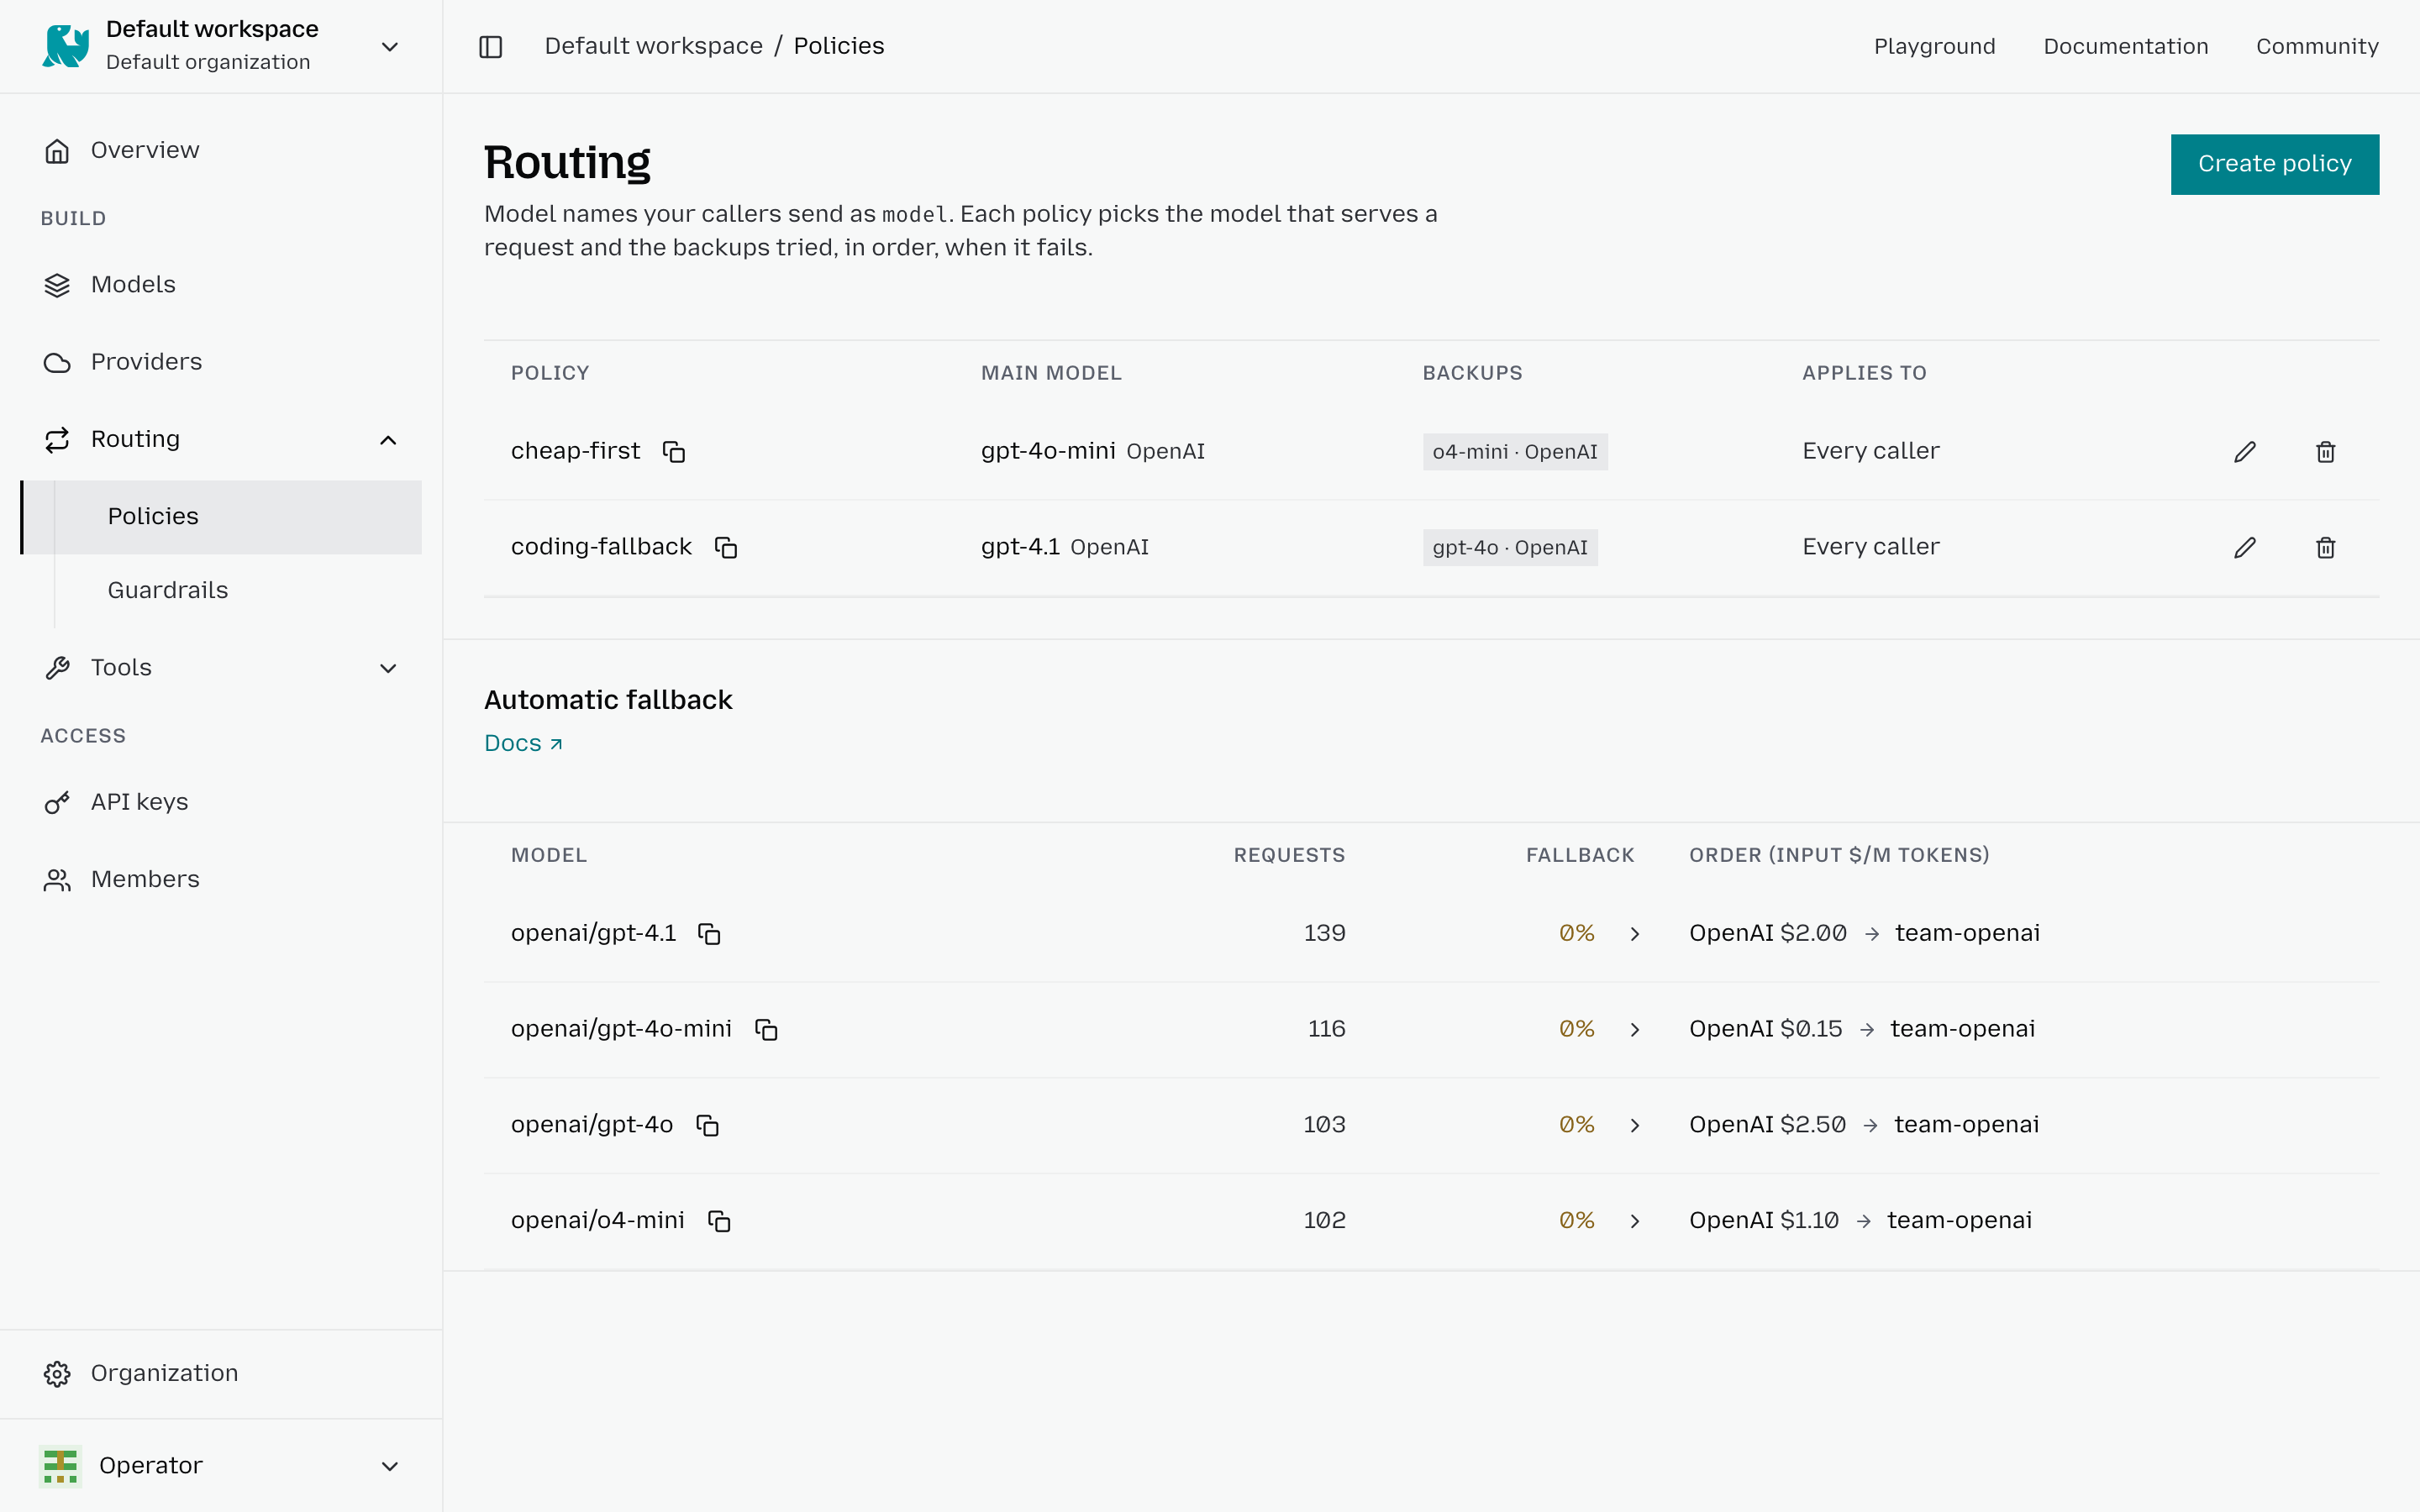 Default workspace
Default organization
Default workspace / Policies
Playground
Documentation
Community
Overview
BUILD
Models
Providers
Routing
Policies
Guardrails
Tools
ACCESS
API keys
Members
Organization
Operator
Routing
Create policy
Model names your callers send as model. Each policy picks the model that serves a
request and the backups tried, in order, when it fails.
POLICY MAIN MODEL BACKUPS APPLIES TO
cheap-first gpt-4o-mini OpenAI o4-mini · OpenAI Every caller
coding-fallback gpt-4.1 OpenAI gpt-4o · OpenAI Every caller
Automatic fallback
Docs ↗
MODEL REQUESTS FALLBACK ORDER (INPUT $/M TOKENS)
openai/gpt-4.1 139 0% OpenAI $2.00 → team-openai
openai/gpt-4o-mini 116 0% OpenAI $0.15 → team-openai
openai/gpt-4o 103 0% OpenAI $2.50 → team-openai
openai/o4-mini 102 0% OpenAI $1.10 → team-openai